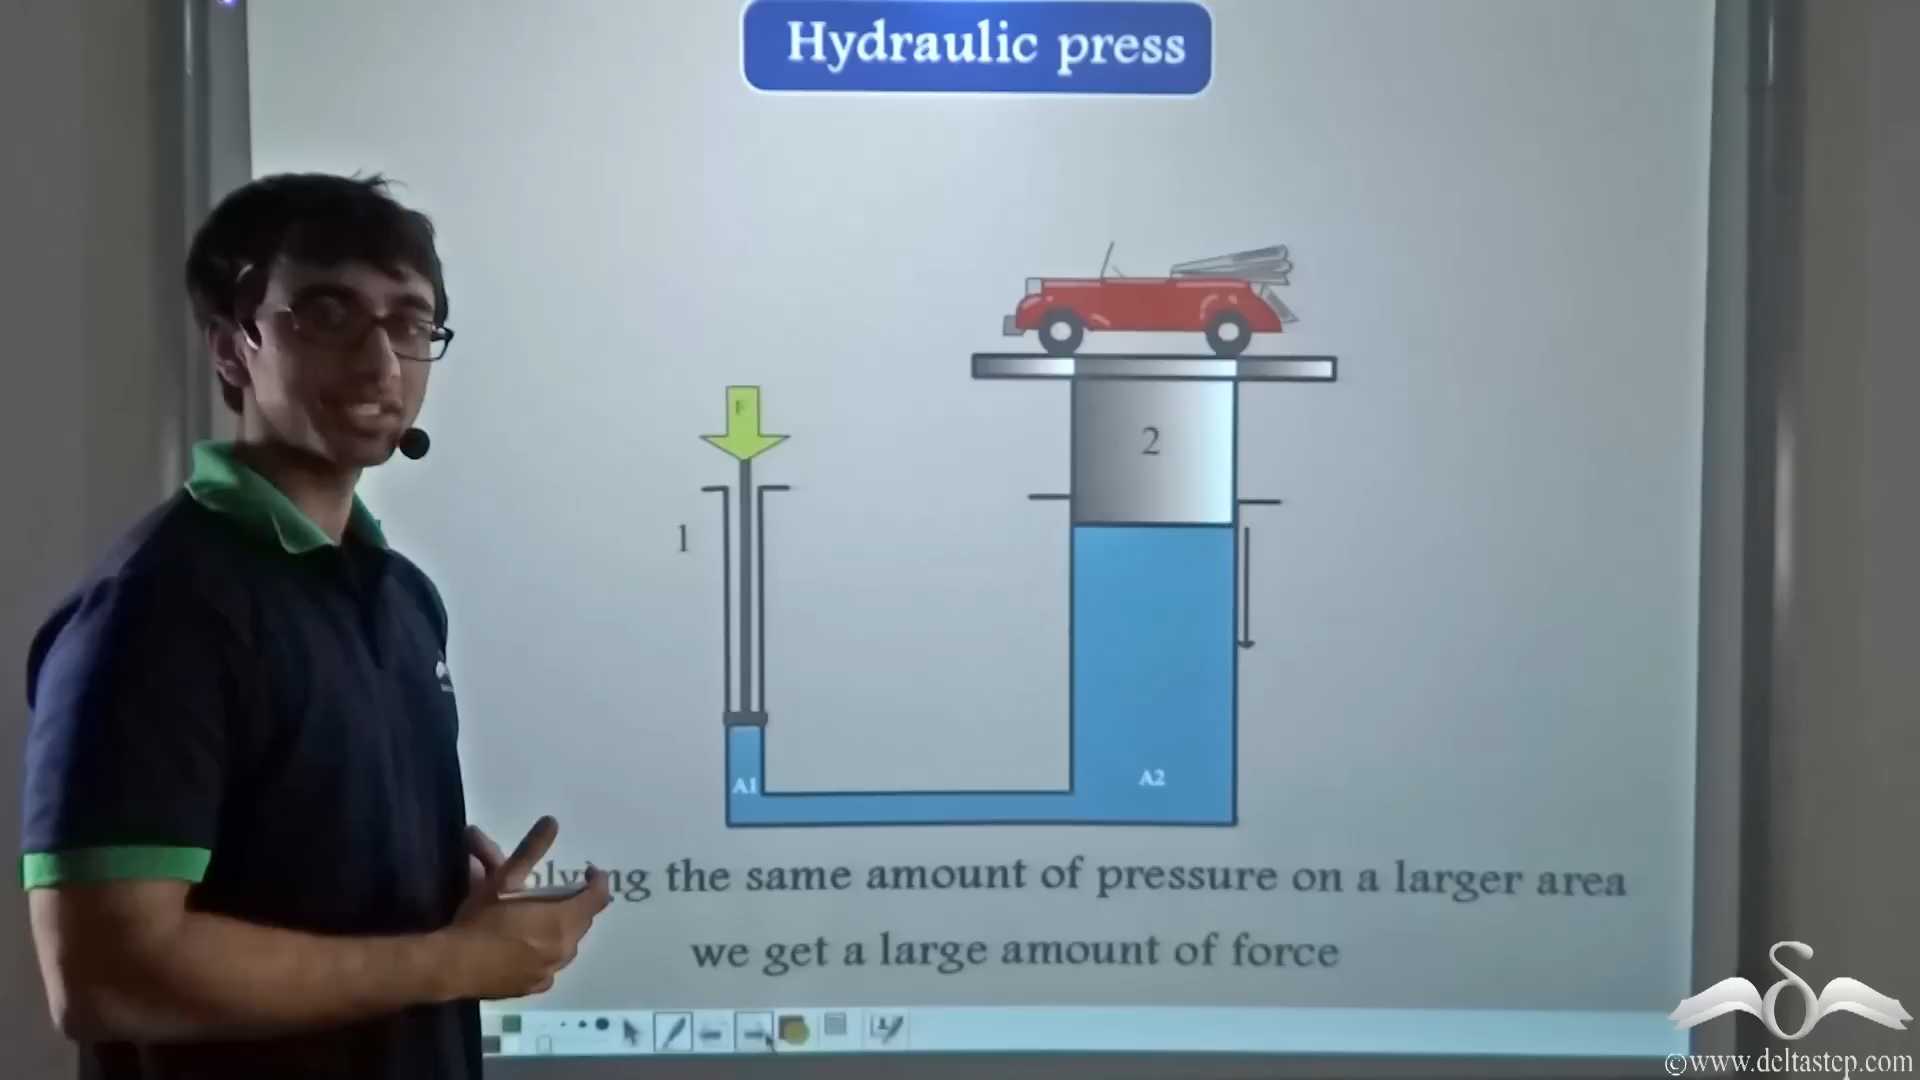 Hydraulic press
F
2
1
A1
A2
the same amount of pressure on a larger area
we get a large amount of force
©www.deltastep.com